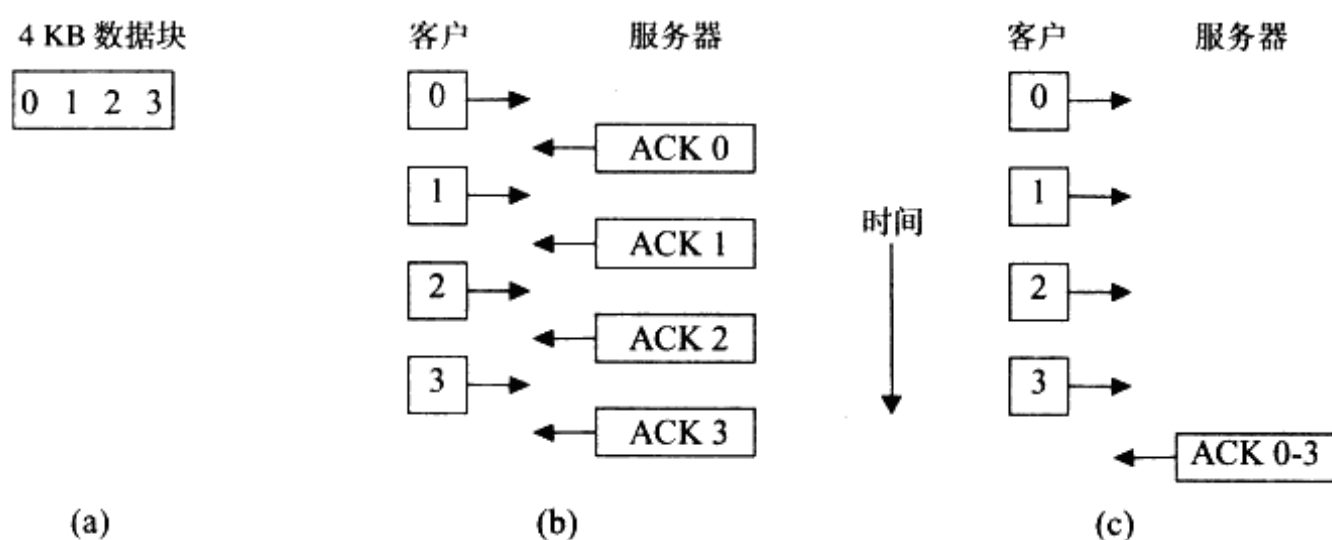 4 KB 数据块
0 1 2 3
(a)
客户 服务器
0
ACK 0
1
ACK 1
2
ACK 2
3
ACK 3
(b)
时间
客户 服务器
0
1
2
3
ACK 0-3
(c)